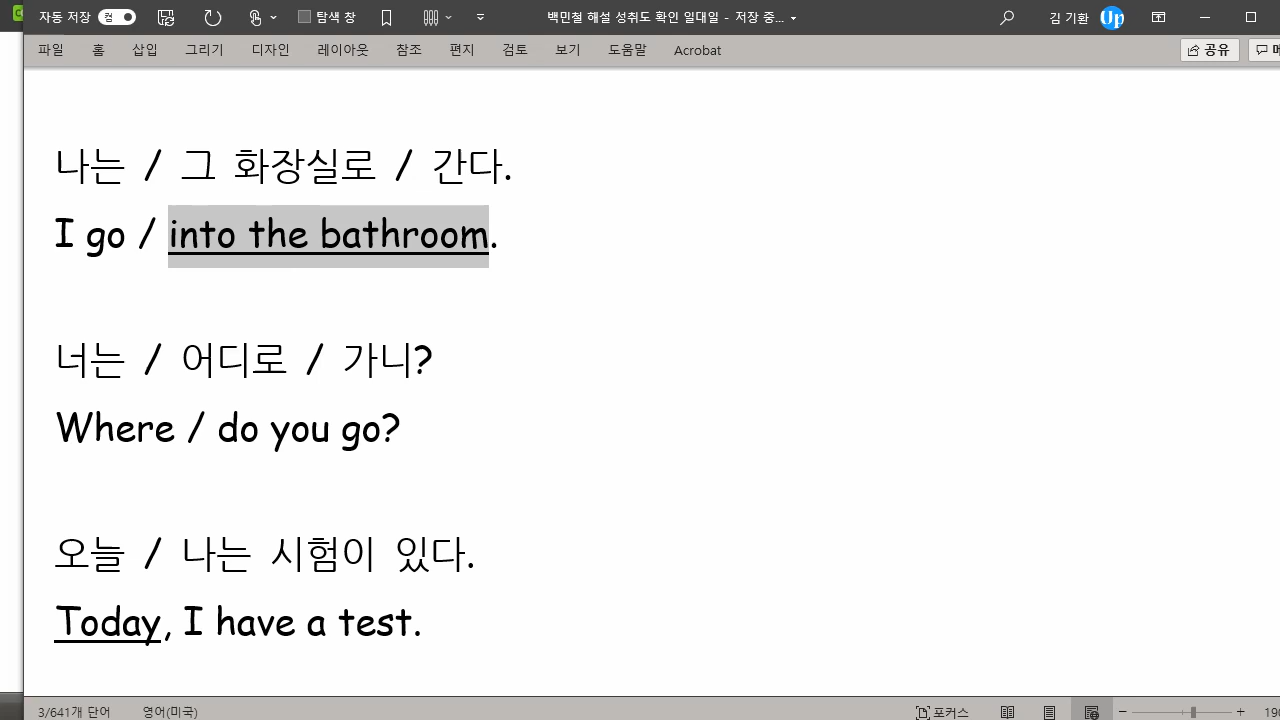 자동 저장 컴 탐색 창 백민철 해설 성취도 확인 일대일 - 저장 중... 김 기환 Up
파일 홈 삽입 그리기 디자인 레이아웃 참조 편지 검토 보기 도움말 Acrobat 공유
나는 / 그 화장실로 / 간다.
I go / into the bathroom.
너는 / 어디로 / 가니?
Where / do you go?
오늘 / 나는 시험이 있다.
Today, I have a test.
3/641개 단어 영어(미국) 포커스